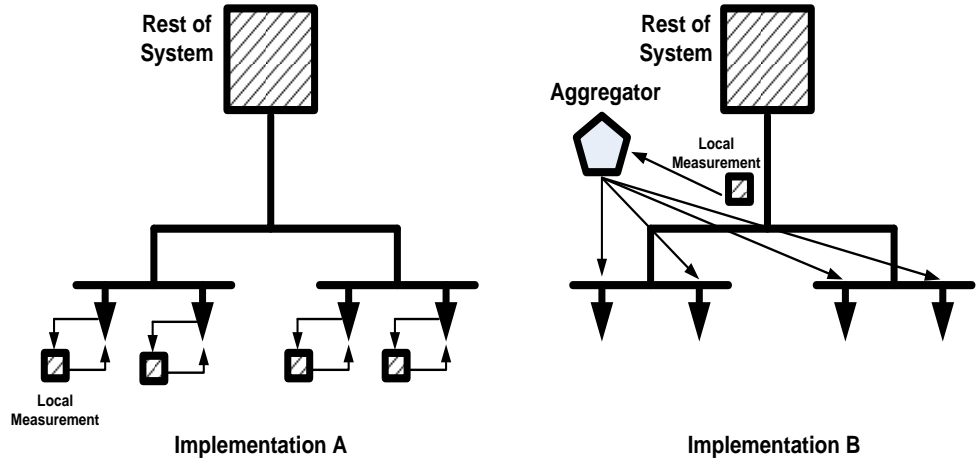 Rest of
System
Local
Measurement
Implementation A
Rest of
System
Aggregator
Local
Measurement
Implementation B